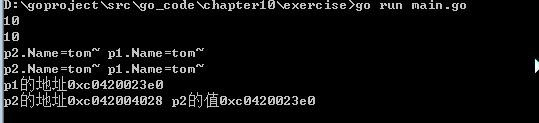 D:\goproject\src\go_code\chapter10\exercise>go run main.go
10
10
p2.Name=tom~ p1.Name=tom~
p2.Name=tom~ p1.Name=tom~
p1的地址0xc0420023e0
p2的地址0xc042004028 p2的值0xc0420023e0